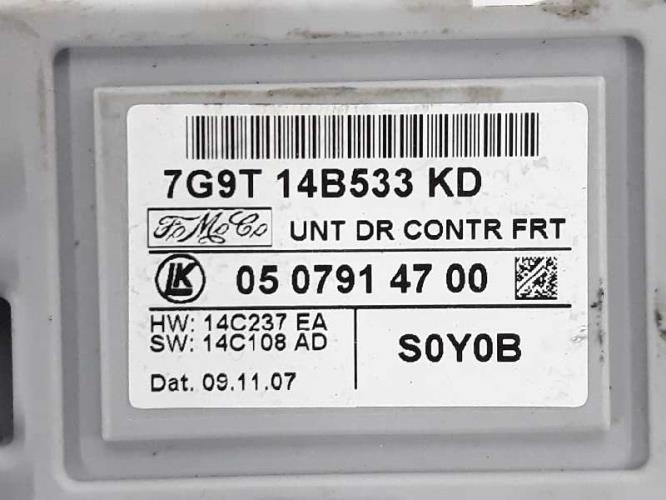 7G9T 14B533 KD
FoMoCo UNT DR CONTR FRT
LK 05 0791 47 00
HW: 14C237 EA
SW: 14C108 AD
S0Y0B
Dat. 09.11.07